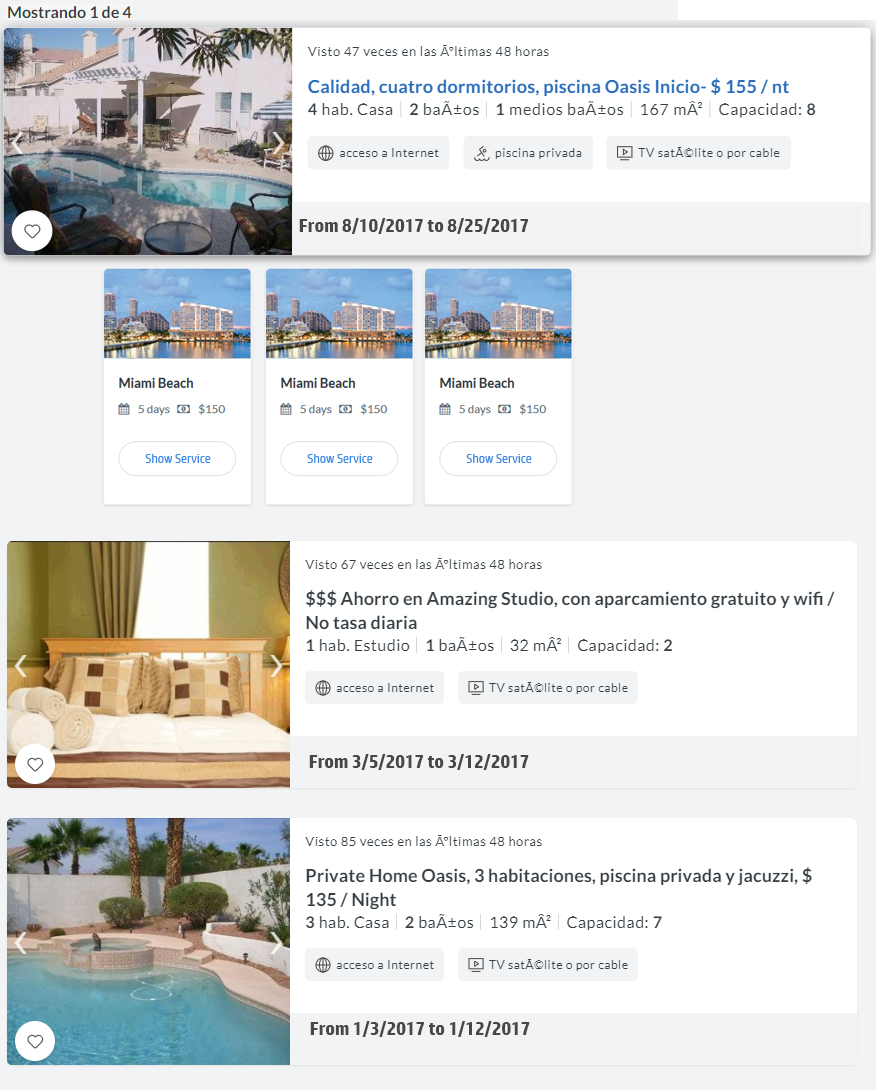 Mostrando 1 de 4
Visto 47 veces en las Ãºltimas 48 horas
Calidad, cuatro dormitorios, piscina Oasis Inicio- $ 155 / nt
4 hab. Casa | 2 baÃ±os | 1 medios baÃ±os | 167 mÂ² | Capacidad: 8
acceso a Internet piscina privada TV satÃ©lite o por cable
From 8/10/2017 to 8/25/2017
Miami Beach Miami Beach Miami Beach
5 days $150 5 days $150 5 days $150
Show Service Show Service Show Service
Visto 67 veces en las Ãºltimas 48 horas
$$$ Ahorro en Amazing Studio, con aparcamiento gratuito y wifi /
No tasa diaria
1 hab. Estudio | 1 baÃ±os | 32 mÂ² | Capacidad: 2
acceso a Internet TV satÃ©lite o por cable
From 3/5/2017 to 3/12/2017
Visto 85 veces en las Ãºltimas 48 horas
Private Home Oasis, 3 habitaciones, piscina privada y jacuzzi, $
135 / Night
3 hab. Casa | 2 baÃ±os | 139 mÂ² | Capacidad: 7
acceso a Internet TV satÃ©lite o por cable
From 1/3/2017 to 1/12/2017